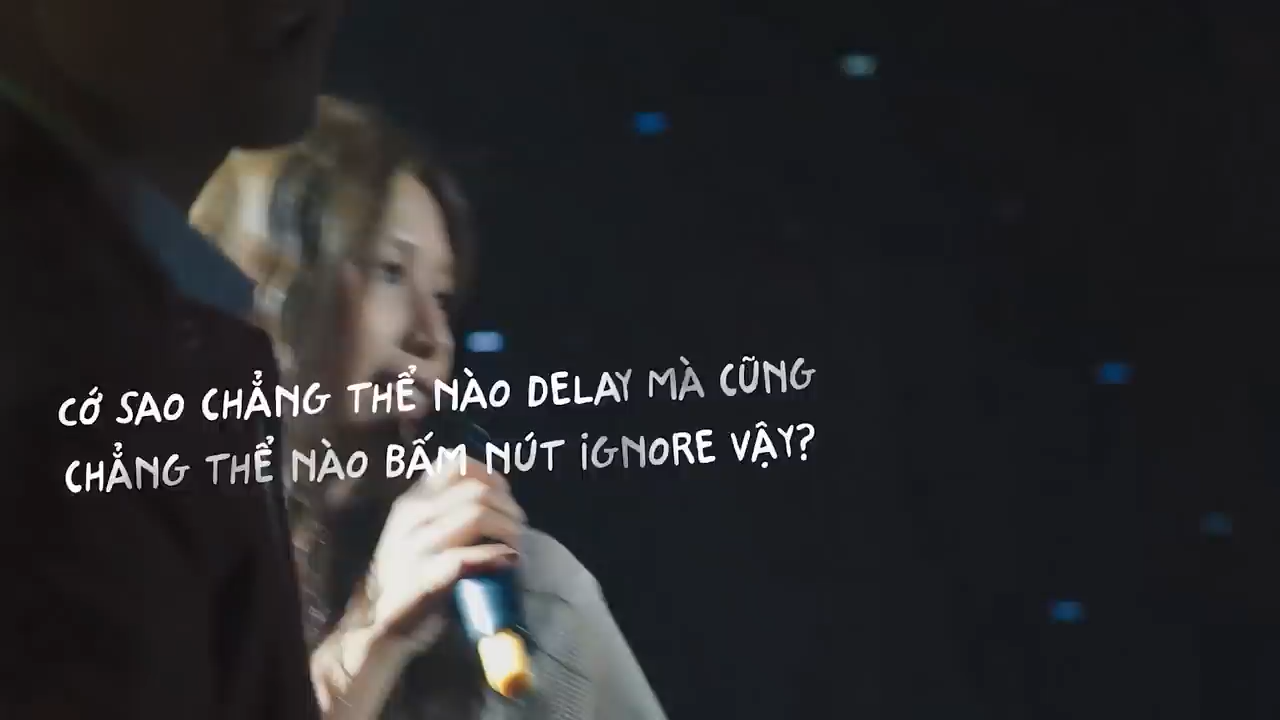 CỚ SAO CHẲNG THỂ NÀO DELAY MÀ CŨNG
CHẲNG THỂ NÀO BẤM NÚT iGNORE VẬY?